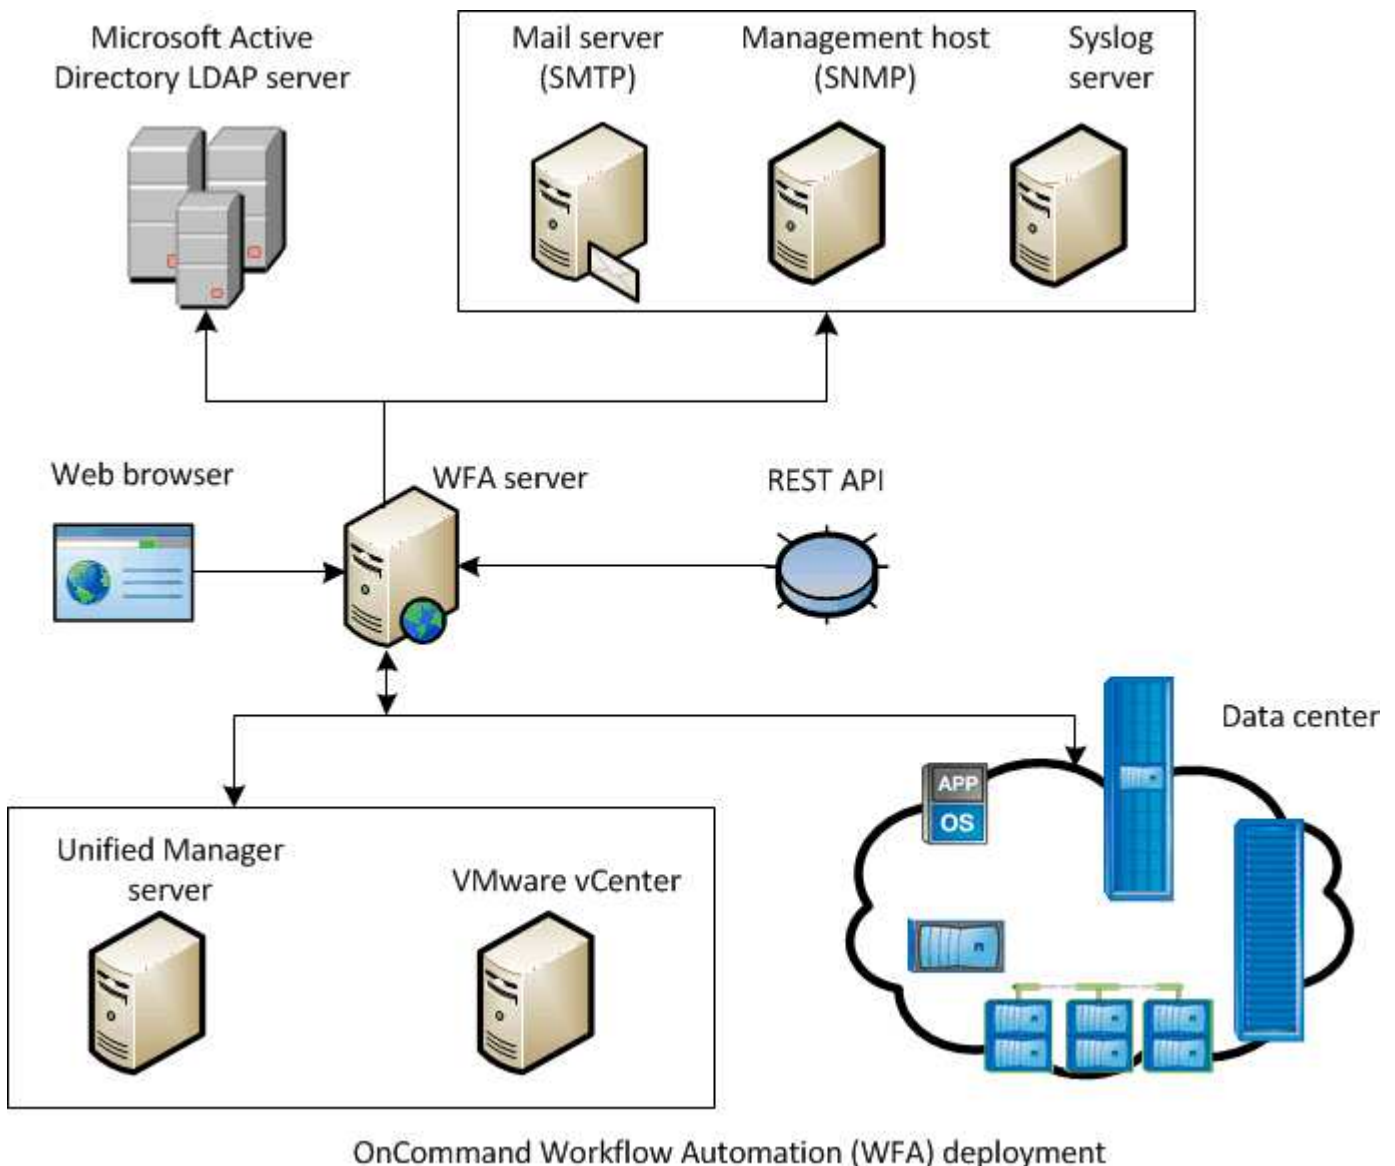 Microsoft Active
Directory LDAP server
Mail server
(SMTP)
Management host
(SNMP)
Syslog
server
Web browser
WFA server
REST API
Data center
APP
OS
Unified Manager
server
VMware vCenter
OnCommand Workflow Automation (WFA) deployment